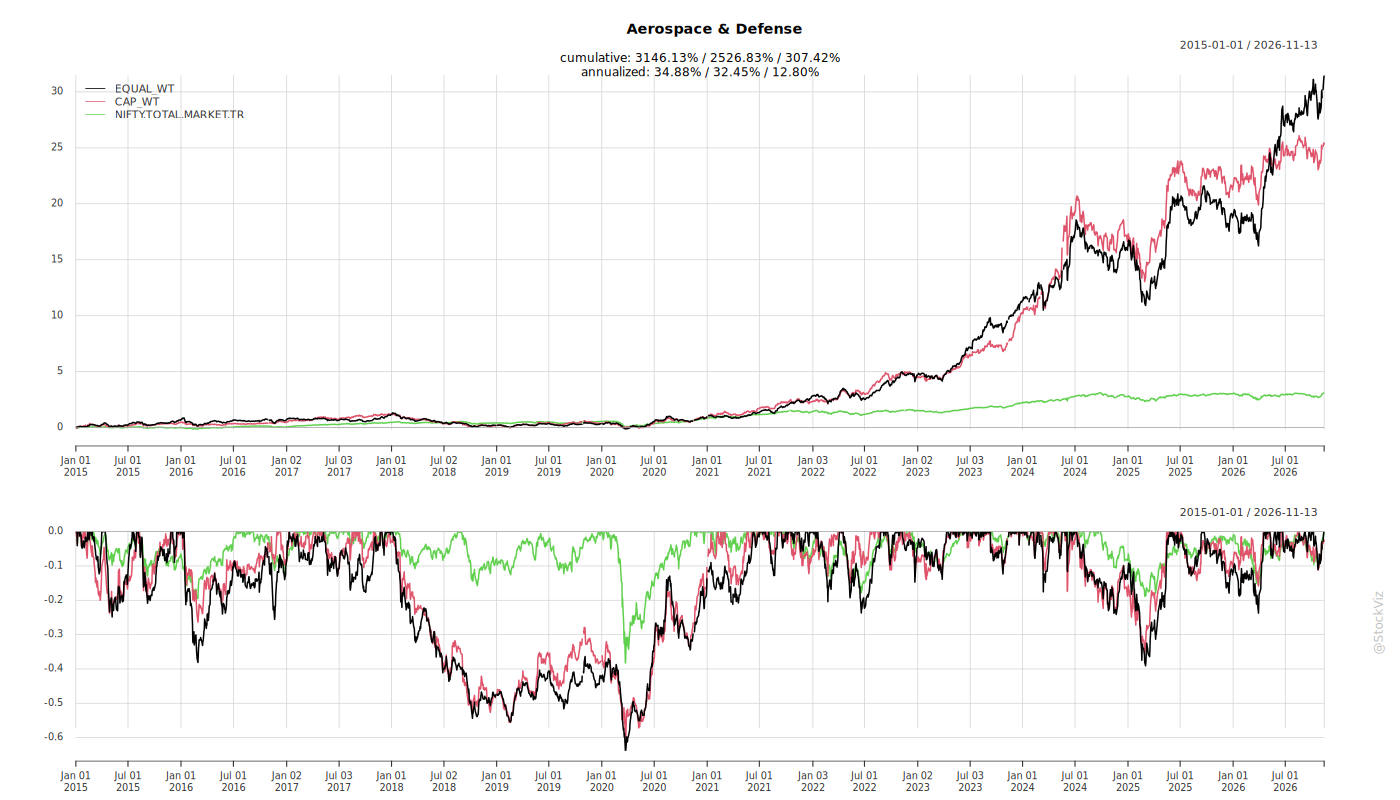 Aerospace & Defense
2015-01-01 / 2026-11-13
cumulative: 3146.13% / 2526.83% / 307.42%
annualized: 34.88% / 32.45% / 12.80%
EQUAL_WT
CAP_WT
NIFTY.TOTAL.MARKET.TR
30
25
20
15
10
5
0
Jan 01 Jul 01 Jan 01 Jul 01 Jan 02 Jul 03 Jan 01 Jul 02 Jan 01 Jul 01 Jan 01 Jul 01 Jan 01 Jul 01 Jan 03 Jul 01 Jan 02 Jul 03 Jan 01 Jul 01 Jan 01 Jul 01 Jan 01 Jul 01
2015 2015 2016 2016 2017 2017 2018 2018 2019 2019 2020 2020 2021 2021 2022 2022 2023 2023 2024 2024 2025 2025 2026 2026
2015-01-01 / 2026-11-13
0.0
-0.1
-0.2
-0.3
-0.4
-0.5
-0.6
Jan 01 Jul 01 Jan 01 Jul 01 Jan 02 Jul 03 Jan 01 Jul 02 Jan 01 Jul 01 Jan 01 Jul 01 Jan 01 Jul 01 Jan 03 Jul 01 Jan 02 Jul 03 Jan 01 Jul 01 Jan 01 Jul 01 Jan 01 Jul 01
2015 2015 2016 2016 2017 2017 2018 2018 2019 2019 2020 2020 2021 2021 2022 2022 2023 2023 2024 2024 2025 2025 2026 2026
@StockViz